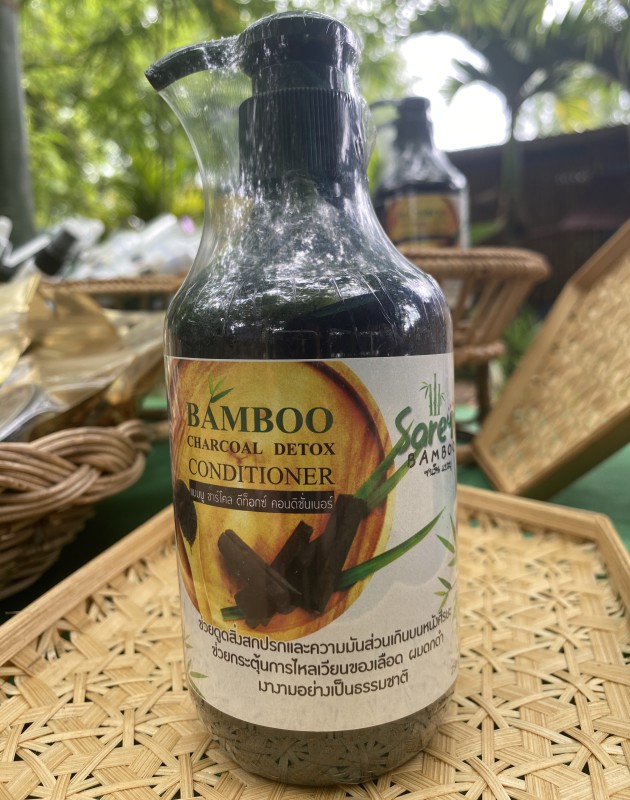 BAMBOO
CHARCOAL DETOX
CONDITIONER
แบมบู ชาร์โคล ดีท็อกซ์ คอนดิชั่นเนอร์
BAMBOO
ช่วยดูดสิ่งสกปรกและความมันส่วนเกินบนหนังศีรษะ
ช่วยกระตุ้นการไหลเวียนของเลือด ผมดกดำ
เงางามอย่างเป็นธรรมชาติ
BAMBOO